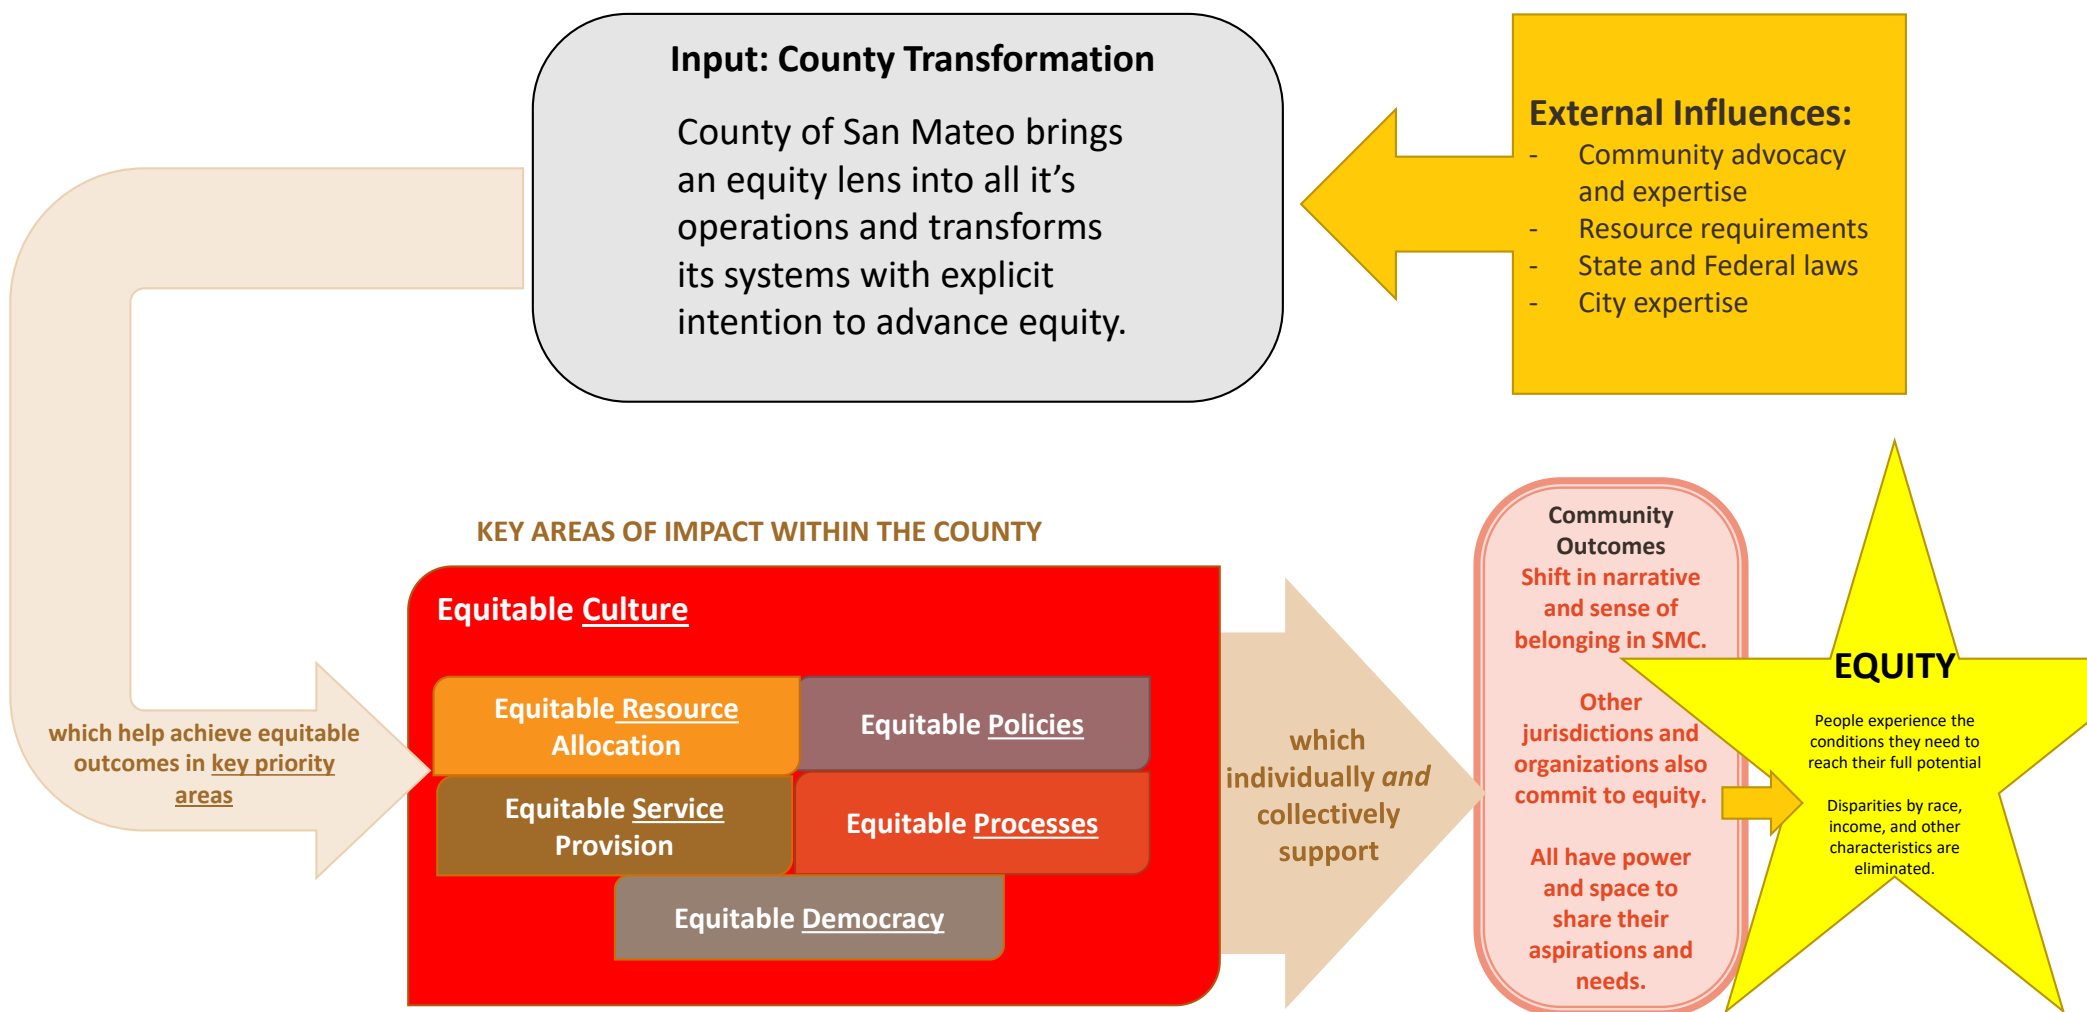 Input: County Transformation
County of San Mateo brings
an equity lens into all it’s
operations and transforms
its systems with explicit
intention to advance equity.
External Influences:
- Community advocacy
and expertise
- Resource requirements
- State and Federal laws
- City expertise
which help achieve equitable
outcomes in key priority
areas
KEY AREAS OF IMPACT WITHIN THE COUNTY
Equitable Culture
Equitable Resource
Allocation
Equitable Policies
Equitable Service
Provision
Equitable Processes
Equitable Democracy
which
individually and
collectively
support
Community
Outcomes
Shift in narrative
and sense of
belonging in SMC.
Other
jurisdictions and
organizations also
commit to equity.
All have power
and space to
share their
aspirations and
needs.
EQUITY
People experience the
conditions they need to
reach their full potential
Disparities by race,
income, and other
characteristics are
eliminated.